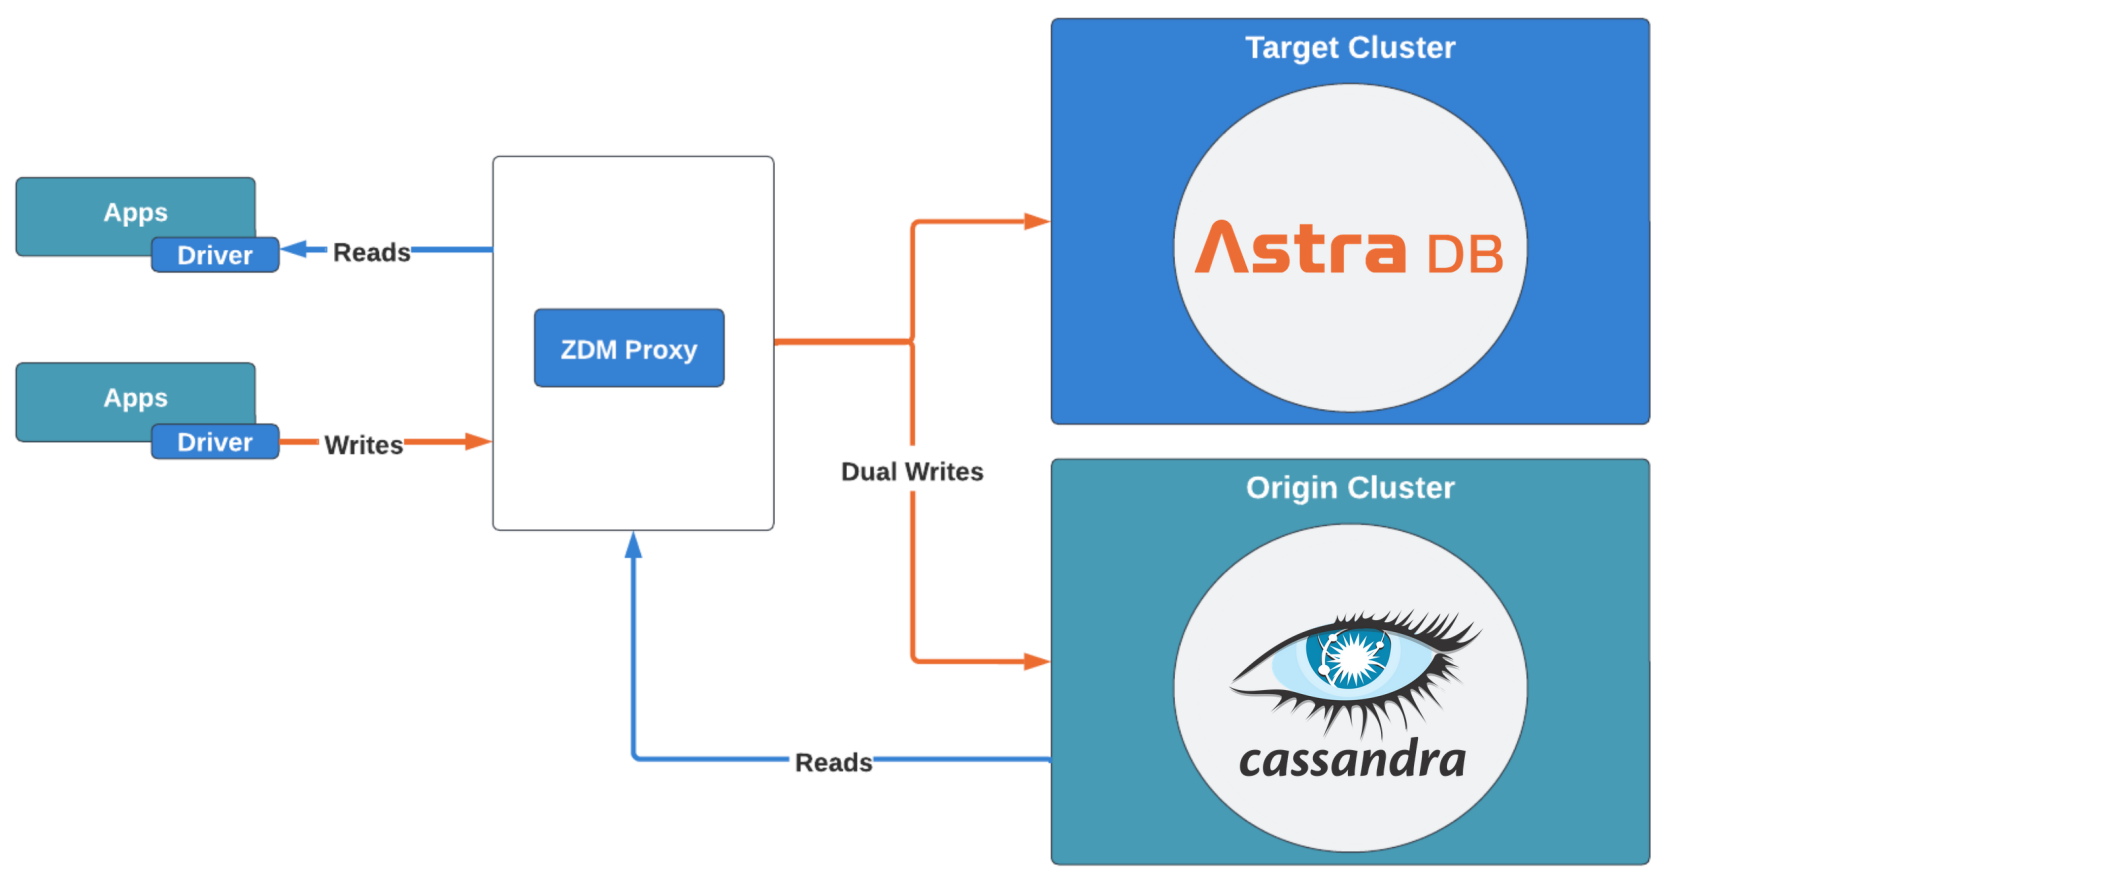 Target Cluster
Astra DB
Apps
Driver
Reads
ZDM Proxy
Apps
Driver
Writes
Dual Writes
Origin Cluster
cassandra
Reads